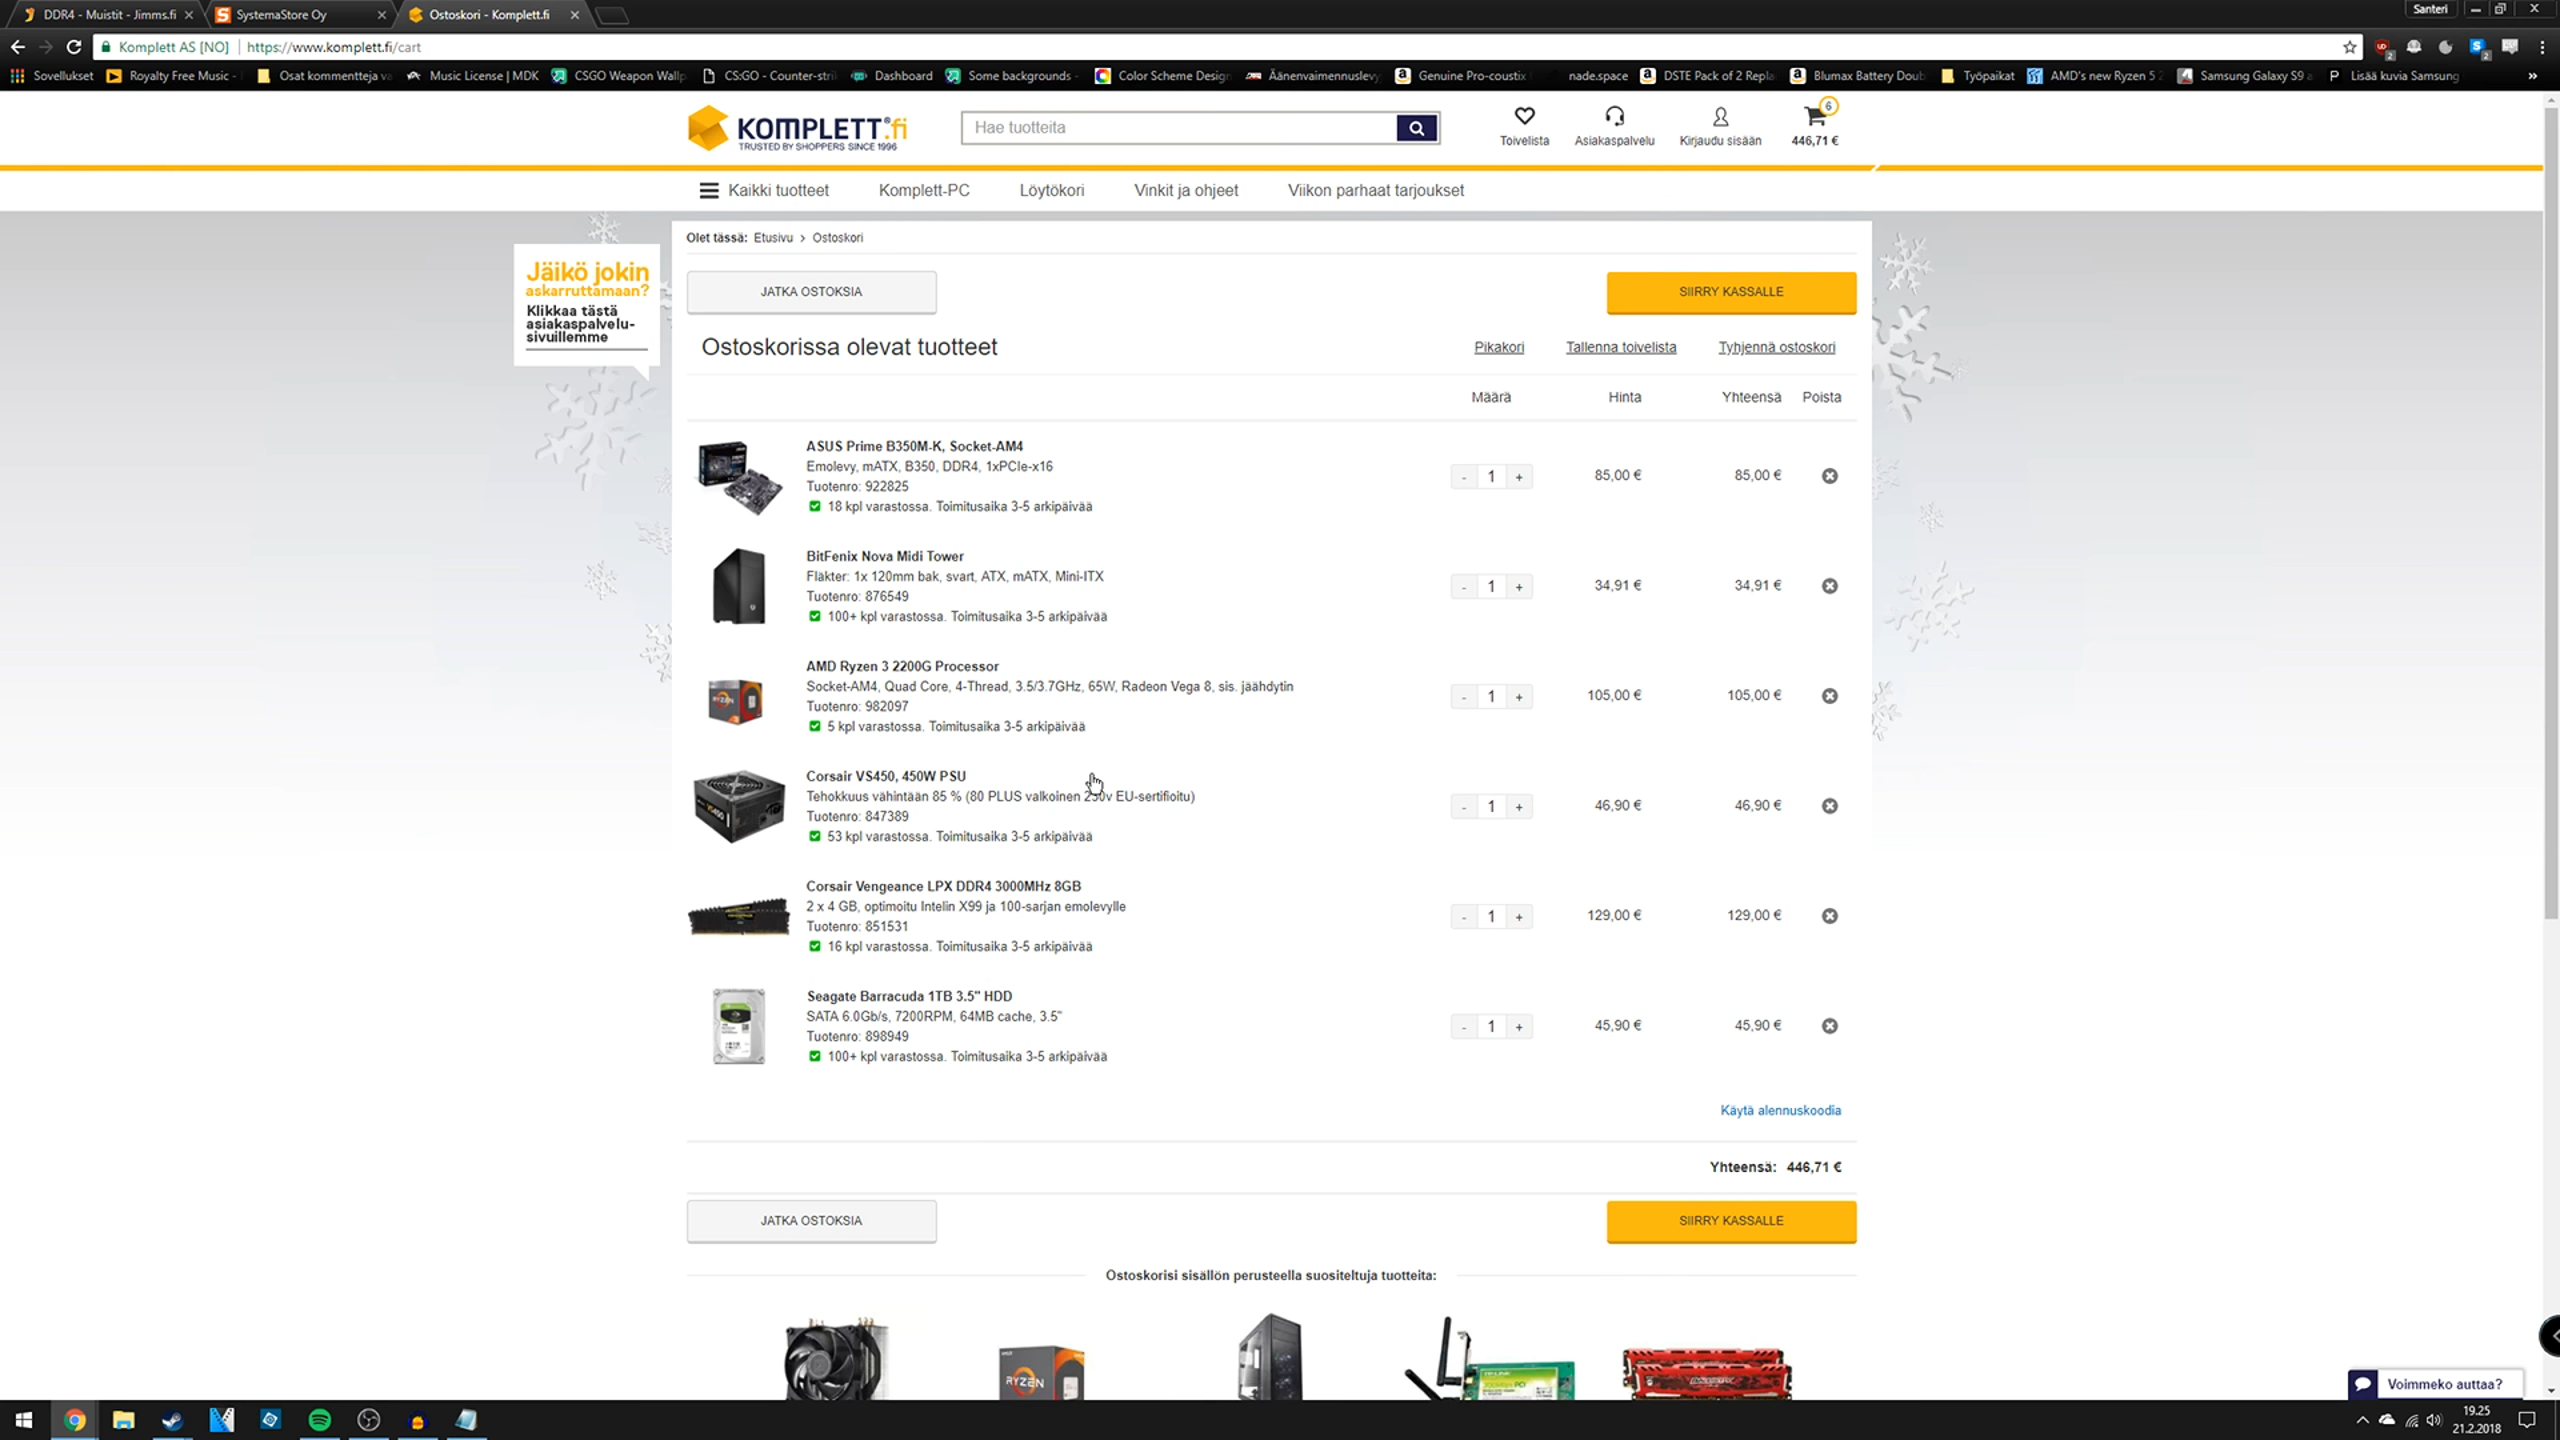 DDR4 - Muistit - Jimms.fi
SystemaStore Oy
Ostoskori - Komplett.fi
Santeri
Komplett AS [NO]
https://www.komplett.fi/cart
Sovellukset
Royalty Free Music -
Osat kommentteja va
Music License | MDK
CSGO Weapon Wallp
CS:GO - Counter-stri
Dashboard
Some backgrounds -
Color Scheme Design
Äänenvaimennuslevy
Genuine Pro-coustix
nade.space
DSTE Pack of 2 Repla
Blumax Battery Doub
Työpaikat
AMD's new Ryzen 5 2
Samsung Galaxy S9 a
Lisää kuvia Samsung
KOMPLETT®.fi
TRUSTED BY SHOPPERS SINCE 1996
Hae tuotteita
Toivelista
Asiakaspalvelu
Kirjaudu sisään
6
446,71 €
Kaikki tuotteet
Komplett-PC
Löytökori
Vinkit ja ohjeet
Viikon parhaat tarjoukset
Jäikö jokin
askarruttamaan?
Klikkaa tästä
asiakaspalvelu-
sivuillemme
Olet tässä: Etusivu > Ostoskori
JATKA OSTOKSIA
SIIRRY KASSALLE
Ostoskorissa olevat tuotteet
Pikakori
Tallenna toivelista
Tyhjennä ostoskori
Määrä
Hinta
Yhteensä
Poista
ASUS Prime B350M-K, Socket-AM4
Emolevy, mATX, B350, DDR4, 1xPCIe-x16
Tuotenro: 922825
18 kpl varastossa. Toimitusaika 3-5 arkipäivää
- 1 +
85,00 €
85,00 €
BitFenix Nova Midi Tower
Fläkter: 1x 120mm bak, svart, ATX, mATX, Mini-ITX
Tuotenro: 876549
100+ kpl varastossa. Toimitusaika 3-5 arkipäivää
- 1 +
34,91 €
34,91 €
AMD Ryzen 3 2200G Processor
Socket-AM4, Quad Core, 4-Thread, 3.5/3.7GHz, 65W, Radeon Vega 8, sis. jäähdytin
Tuotenro: 982097
5 kpl varastossa. Toimitusaika 3-5 arkipäivää
- 1 +
105,00 €
105,00 €
Corsair VS450, 450W PSU
Tehokkuus vähintään 85 % (80 PLUS valkoinen 230v EU-sertifioitu)
Tuotenro: 847389
53 kpl varastossa. Toimitusaika 3-5 arkipäivää
- 1 +
46,90 €
46,90 €
Corsair Vengeance LPX DDR4 3000MHz 8GB
2 x 4 GB, optimoitu Intelin X99 ja 100-sarjan emolevylle
Tuotenro: 851531
16 kpl varastossa. Toimitusaika 3-5 arkipäivää
- 1 +
129,00 €
129,00 €
Seagate Barracuda 1TB 3.5" HDD
SATA 6.0Gb/s, 7200RPM, 64MB cache, 3.5"
Tuotenro: 898949
100+ kpl varastossa. Toimitusaika 3-5 arkipäivää
- 1 +
45,90 €
45,90 €
Käytä alennuskoodia
Yhteensä: 446,71 €
JATKA OSTOKSIA
SIIRRY KASSALLE
Ostoskorisi sisällön perusteella suositeltuja tuotteita:
RYZEN
Voimmeko auttaa?
19.25
21.2.2018